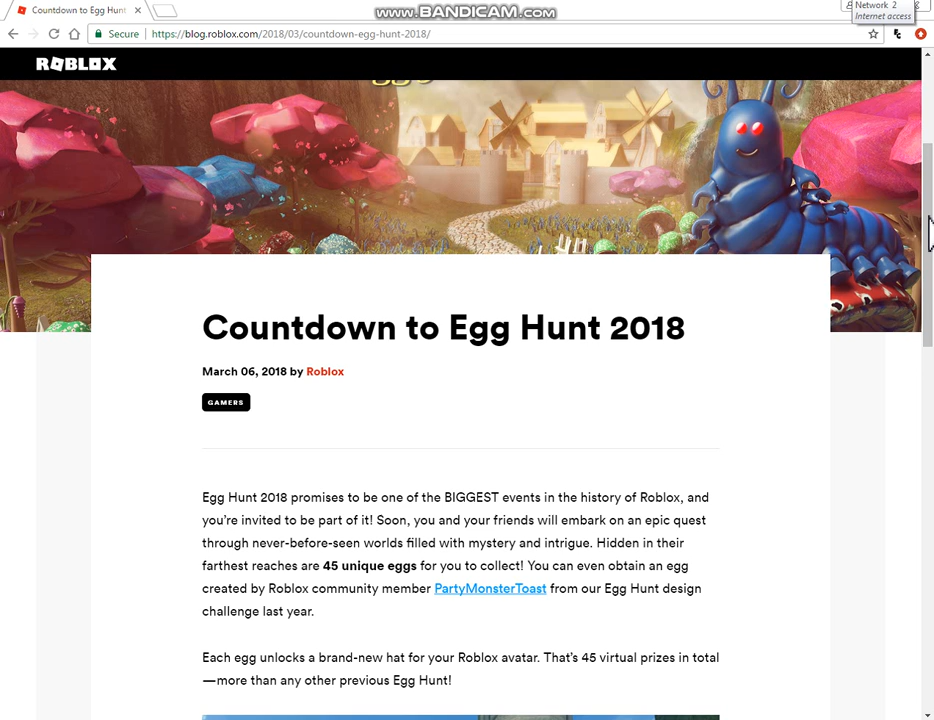 Countdown to Egg Hunt
www.BANDICAM.com
Network 2
Internet access
Secure
https://blog.roblox.com/2018/03/countdown-egg-hunt-2018/
ROBLOX
Countdown to Egg Hunt 2018
March 06, 2018 by Roblox
GAMERS
Egg Hunt 2018 promises to be one of the BIGGEST events in the history of Roblox, and
you’re invited to be part of it! Soon, you and your friends will embark on an epic quest
through never-before-seen worlds filled with mystery and intrigue. Hidden in their
farthest reaches are 45 unique eggs for you to collect! You can even obtain an egg
created by Roblox community member PartyMonsterToast from our Egg Hunt design
challenge last year.
Each egg unlocks a brand-new hat for your Roblox avatar. That’s 45 virtual prizes in total
—more than any other previous Egg Hunt!